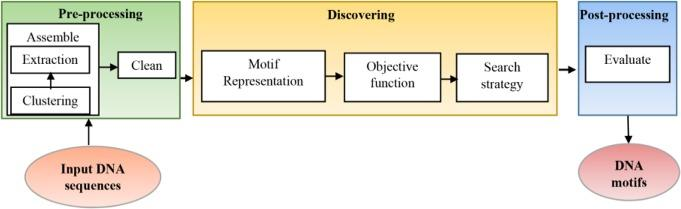 Pre-processing
Assemble
Extraction
Clustering
Clean
Input DNA
sequences
Discovering
Motif
Representation
Objective
function
Search
strategy
Post-processing
Evaluate
DNA
motifs